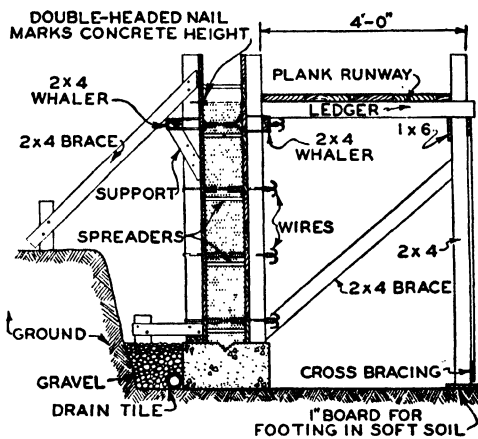 DOUBLE-HEADED NAIL
MARKS CONCRETE HEIGHT
4'-0"
2x4
WHALER
PLANK RUNWAY
LEDGER
1x6
2x4 BRACE
2x4
WHALER
SUPPORT
SPREADERS
WIRES
2x4
2x4 BRACE
GROUND
GRAVEL
DRAIN TILE
CROSS BRACING
1" BOARD FOR
FOOTING IN SOFT SOIL